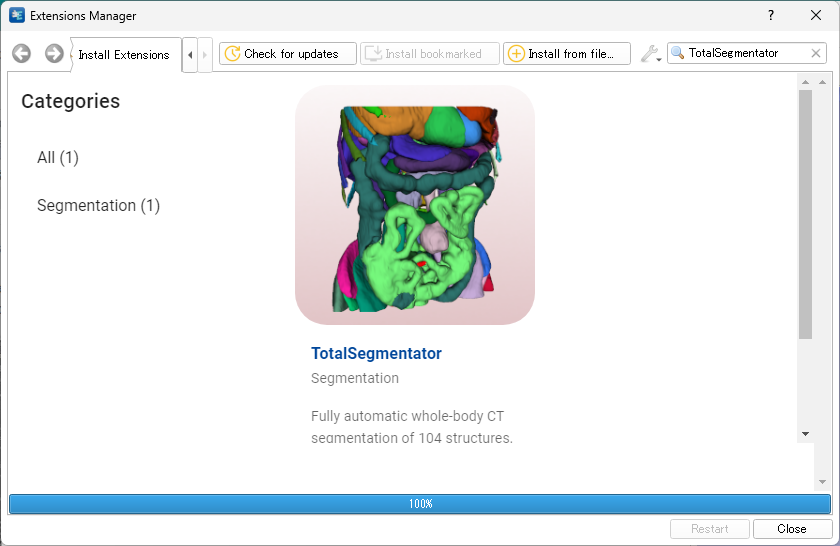 Extensions Manager
?
Install Extensions
Check for updates
Install bookmarked
Install from file...
TotalSegmentator
Categories
All (1)
Segmentation (1)
TotalSegmentator
Segmentation
Fully automatic whole-body CT
segmentation of 104 structures.
100%
Restart
Close